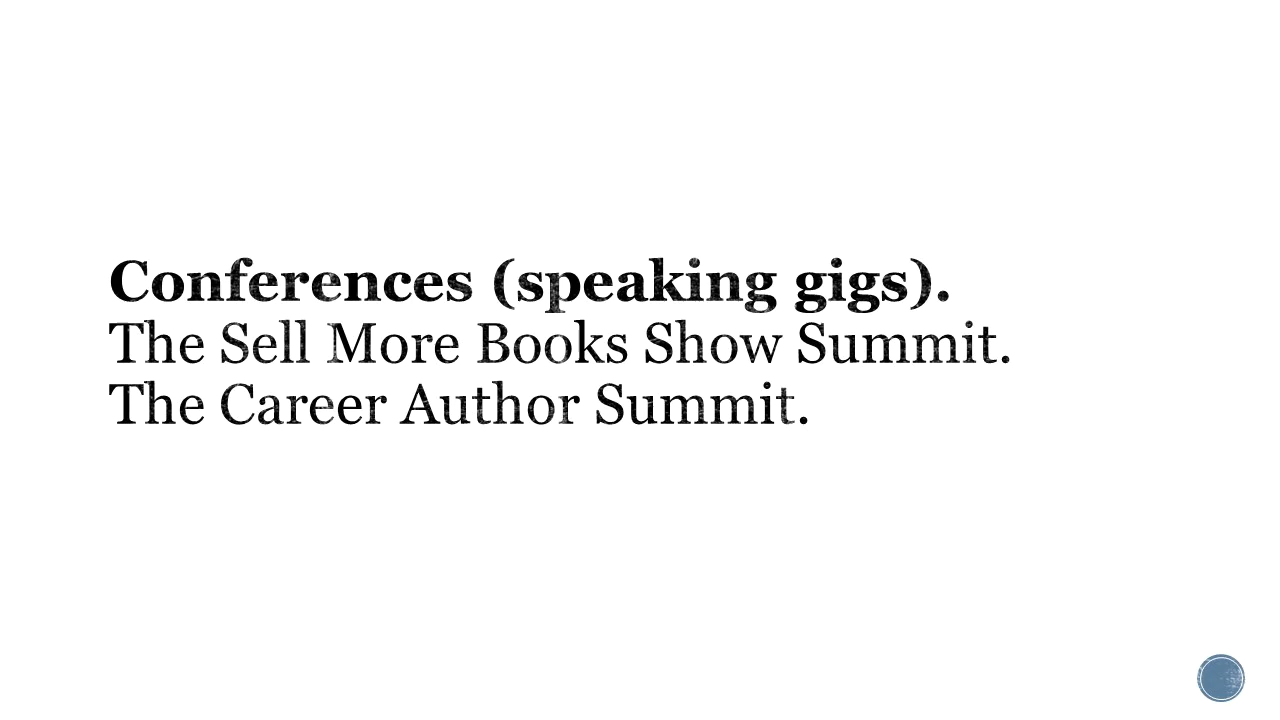 Conferences (speaking gigs).
The Sell More Books Show Summit.
The Career Author Summit.